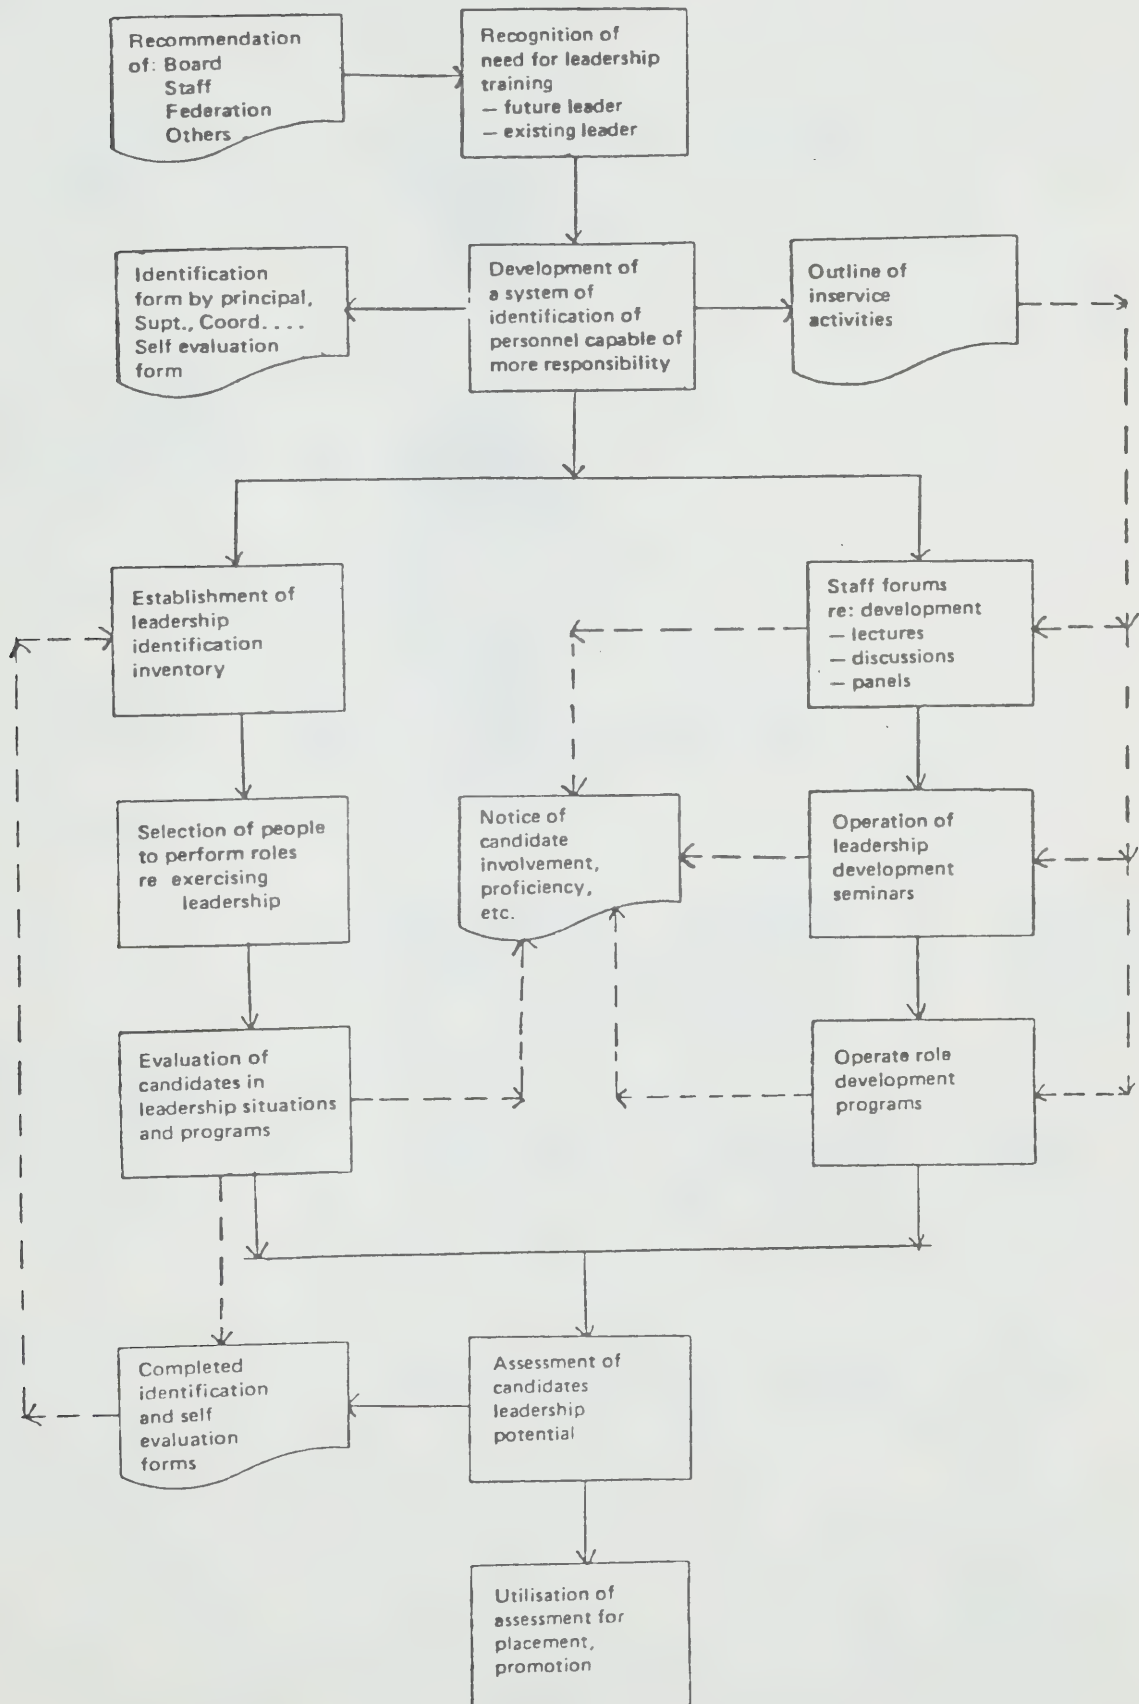 Recommendation
of: Board
Staff
Federation
Others
Recognition of
need for leadership
training
— future leader
— existing leader
Identification
form by principal,
Supt., Coord....
Self evaluation
form
Development of
a system of
identification of
personnel capable of
more responsibility
Outline of
inservice
activities
Establishment of
leadership
identification
inventory
Staff forums
re: development
— lectures
— discussions
— panels
Selection of people
to perform roles
re exercising
leadership
Notice of
candidate
involvement,
proficiency,
etc.
Operation of
leadership
development
seminars
Evaluation of
candidates in
leadership situations
and programs
Operate role
development
programs
Completed
identification
and self
evaluation
forms
Assessment of
candidates
leadership
potential
Utilisation of
assessment for
placement,
promotion